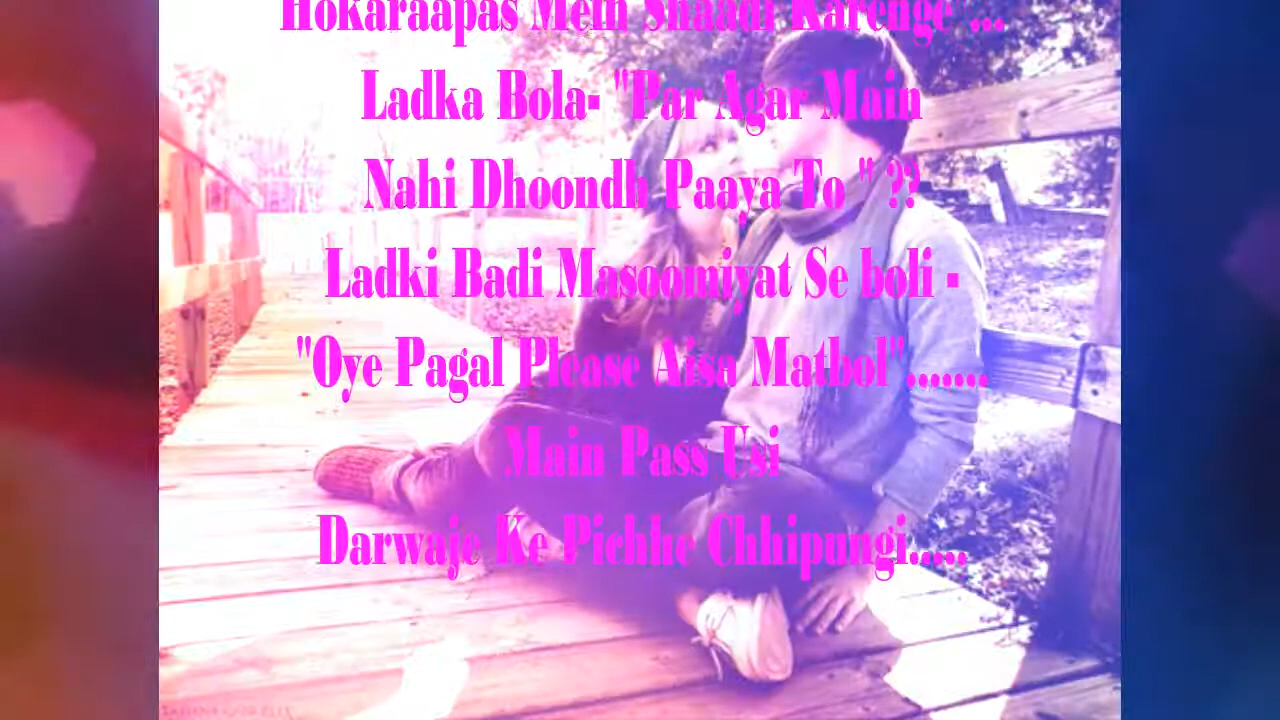 Hokaraapas Mein Shaadi Karenge ...
Ladka Bola- "Par Agar Main
Nahi Dhoondh Paaya To " ??
Ladki Badi Masoomiyat Se boli -
"Oye Pagal Please Aisa Matbol".......
Main Pass Usi
Darwaje Ke Pichhe Chhipungi.....